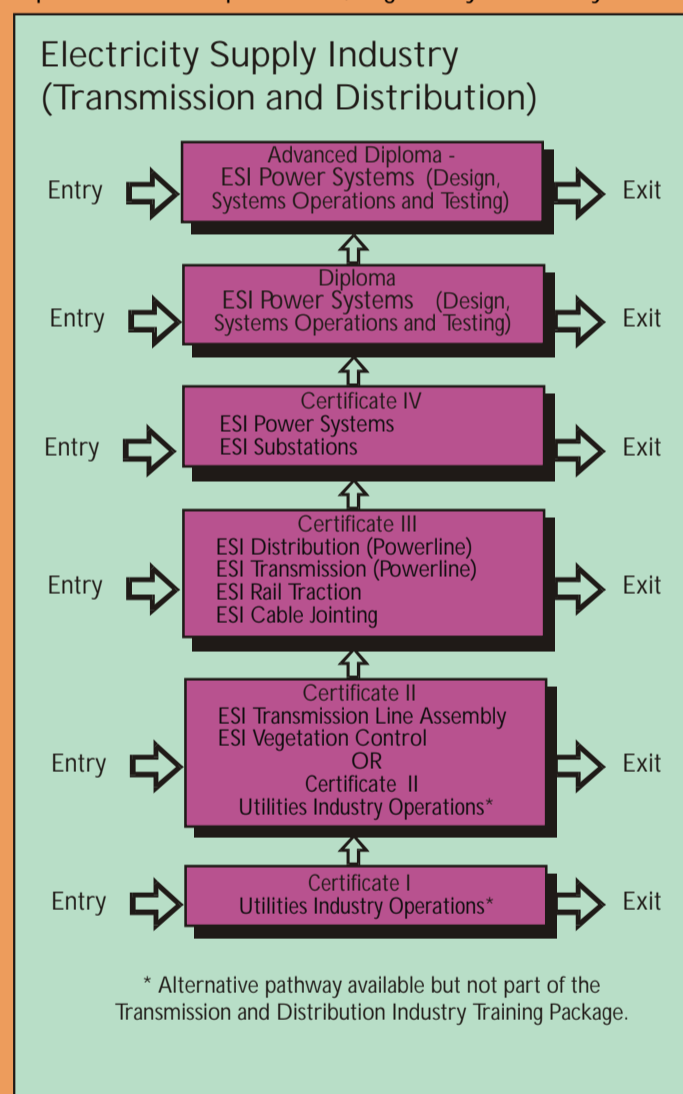 Electricity Supply Industry
(Transmission and Distribution)
Advanced Diploma -
Entry ESI Power Systems (Design, Exit
Systems Operations and Testing)
Diploma
Entry ESI Power Systems (Design, Exit
Systems Operations and Testing)
Certificate IV
ESI Power Systems
Entry ESI Substations Exit
Certificate III
ESI Distribution (Powerline)
ESI Transmission (Powerline)
Entry ESI Rail Traction Exit
ESI Cable Jointing
Certificate II
ESI Transmission Line Assembly
ESI Vegetation Control
Entry OR Exit
Certificate II
Utilities Industry Operations*
Certificate I
Entry Utilities Industry Operations* Exit
* Alternative pathway available but not part of the
Transmission and Distribution Industry Training Package.